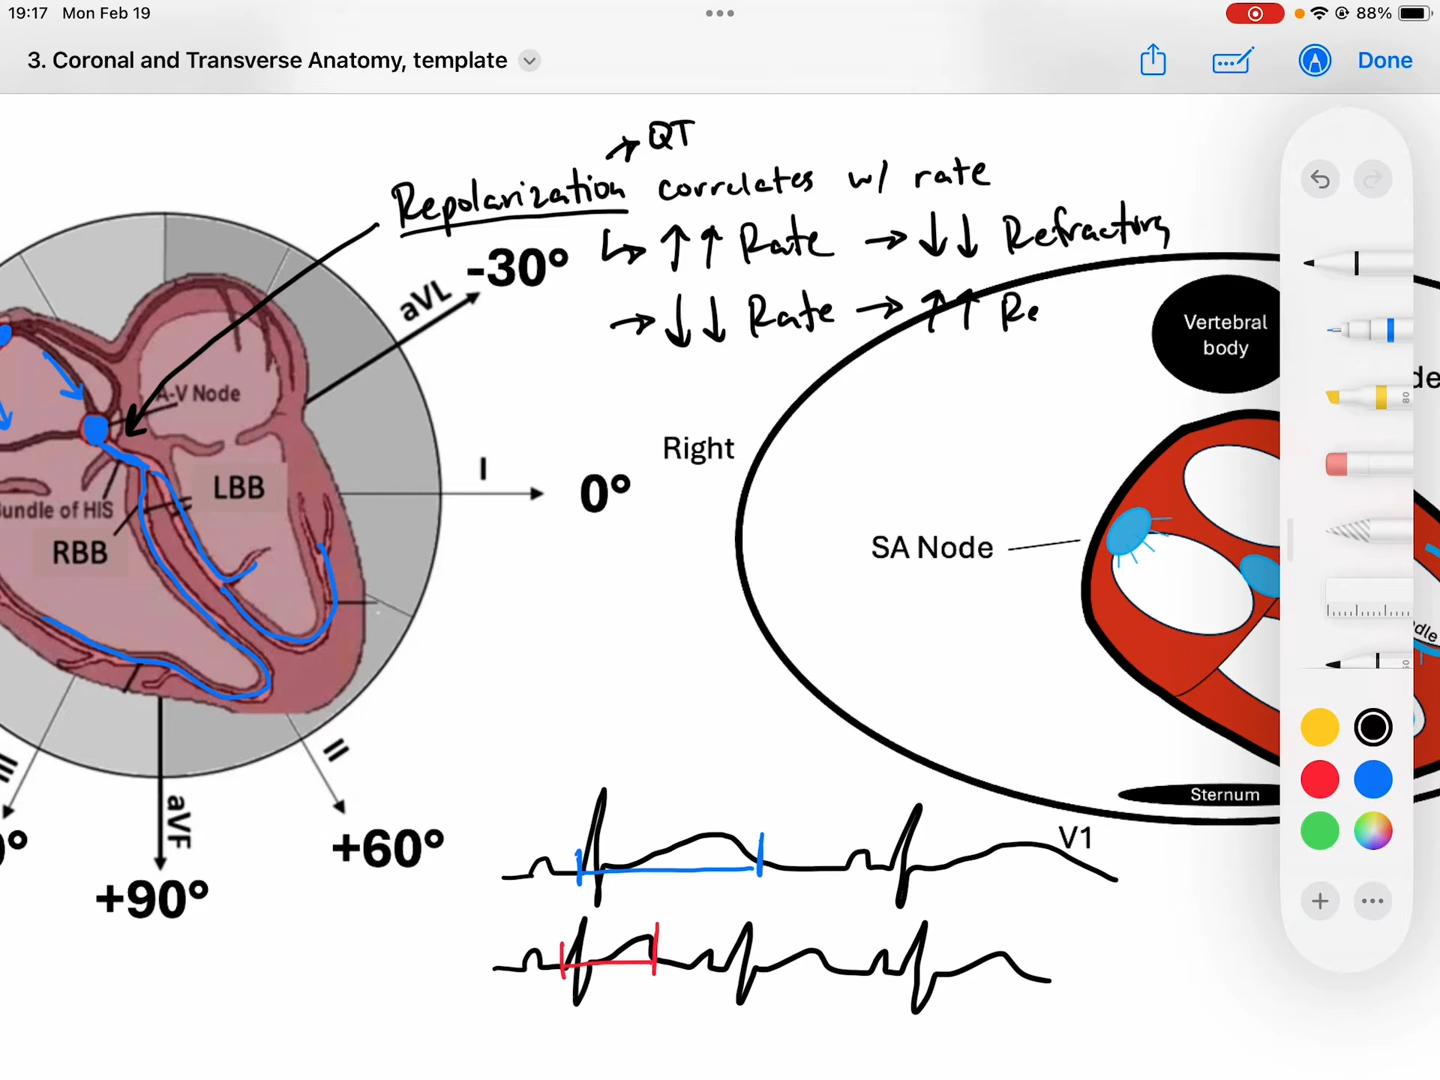 19:17 Mon Feb 19
88%
3. Coronal and Transverse Anatomy, template
Done
QT
Repolarization correlates w/ rate
↳ ↑↑ Rate → ↓↓ Refractory
→ ↓↓ Rate → ↑↑ Re
-30°
aVL
Vertebral
body
A-V Node
Right
I
0°
LBB
Bundle of HIS
RBB
SA Node
II
III
aVF
Sternum
V1
+60°
+90°
80